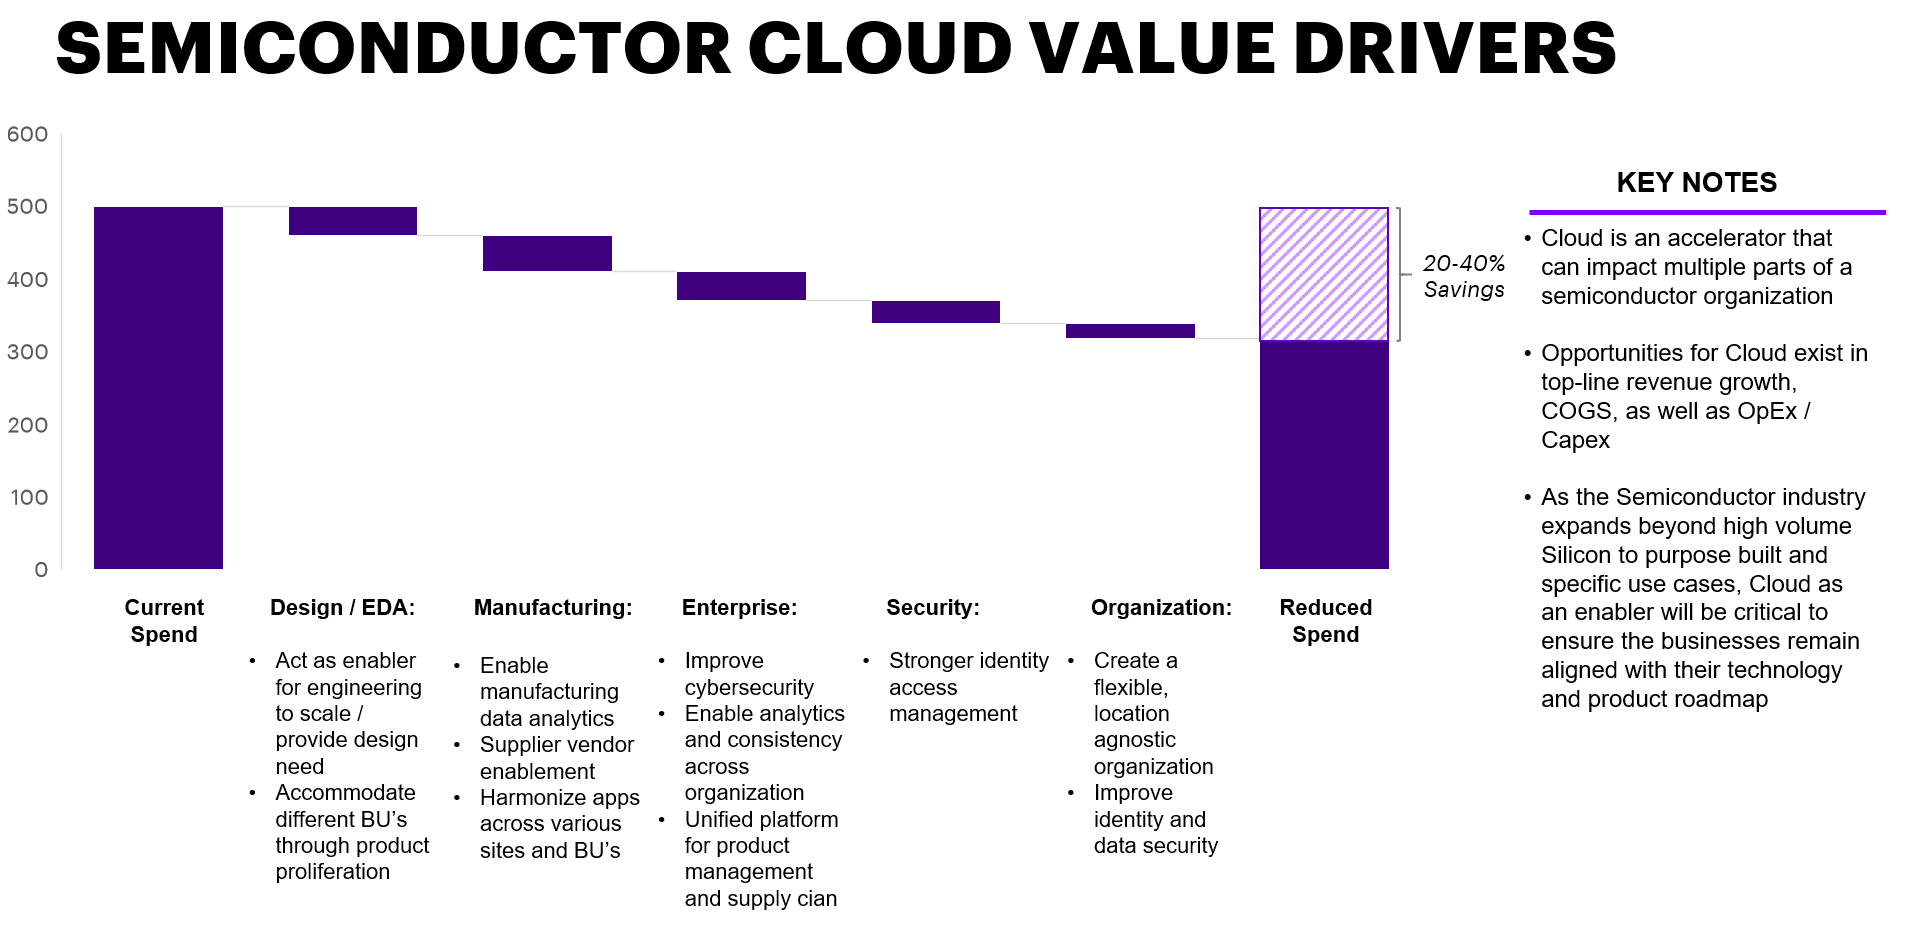 SEMICONDUCTOR CLOUD VALUE DRIVERS
600
500
400
300
200
100
0
20-40%
Savings
Current
Spend
Design / EDA:
• Act as enabler
for engineering
to scale /
provide design
need
• Accommodate
different BU’s
through product
proliferation
Manufacturing:
• Enable
manufacturing
data analytics
• Supplier vendor
enablement
• Harmonize apps
across various
sites and BU’s
Enterprise:
• Improve
cybersecurity
• Enable analytics
and consistency
across
organization
• Unified platform
for product
management
and supply cian
Security:
• Stronger identity
access
management
Organization:
• Create a
flexible,
location
agnostic
organization
• Improve
identity and
data security
Reduced
Spend
KEY NOTES
• Cloud is an accelerator that
can impact multiple parts of a
semiconductor organization
• Opportunities for Cloud exist in
top-line revenue growth,
COGS, as well as OpEx /
Capex
• As the Semiconductor industry
expands beyond high volume
Silicon to purpose built and
specific use cases, Cloud as
an enabler will be critical to
ensure the businesses remain
aligned with their technology
and product roadmap